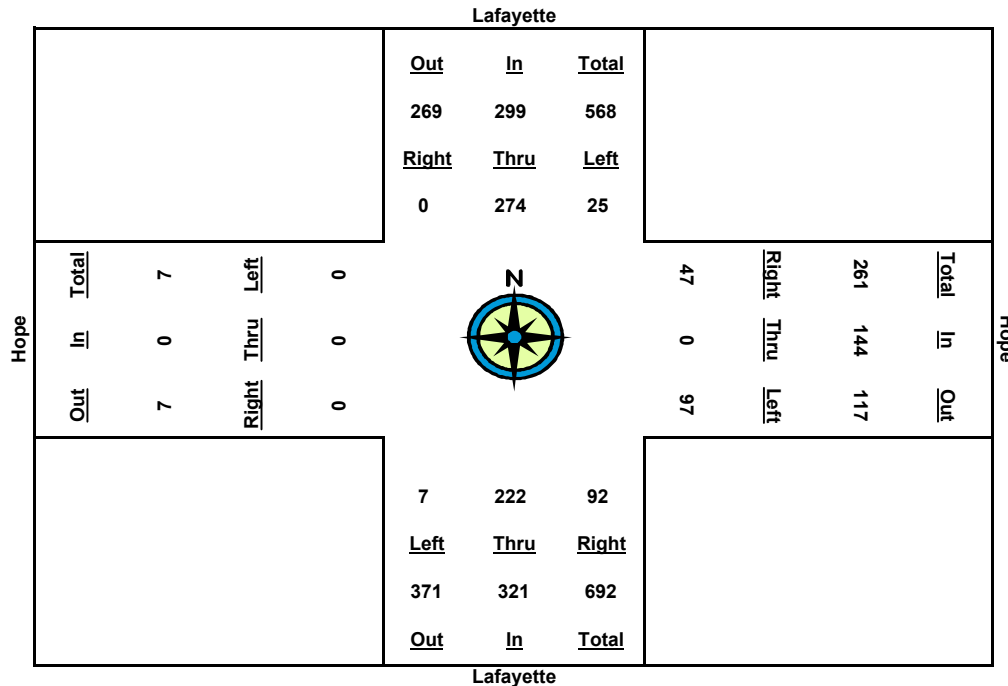 Lafayette
Out In Total
269 299 568
Right Thru Left
0 274 25
Hope
Total 7 Left 0
In 0 Thru 0
Out 7 Right 0
N
47 Right 261 Total
0 Thru 144 In
97 Left 117 Out
Hope
7 222 92
Left Thru Right
371 321 692
Out In Total
Lafayette